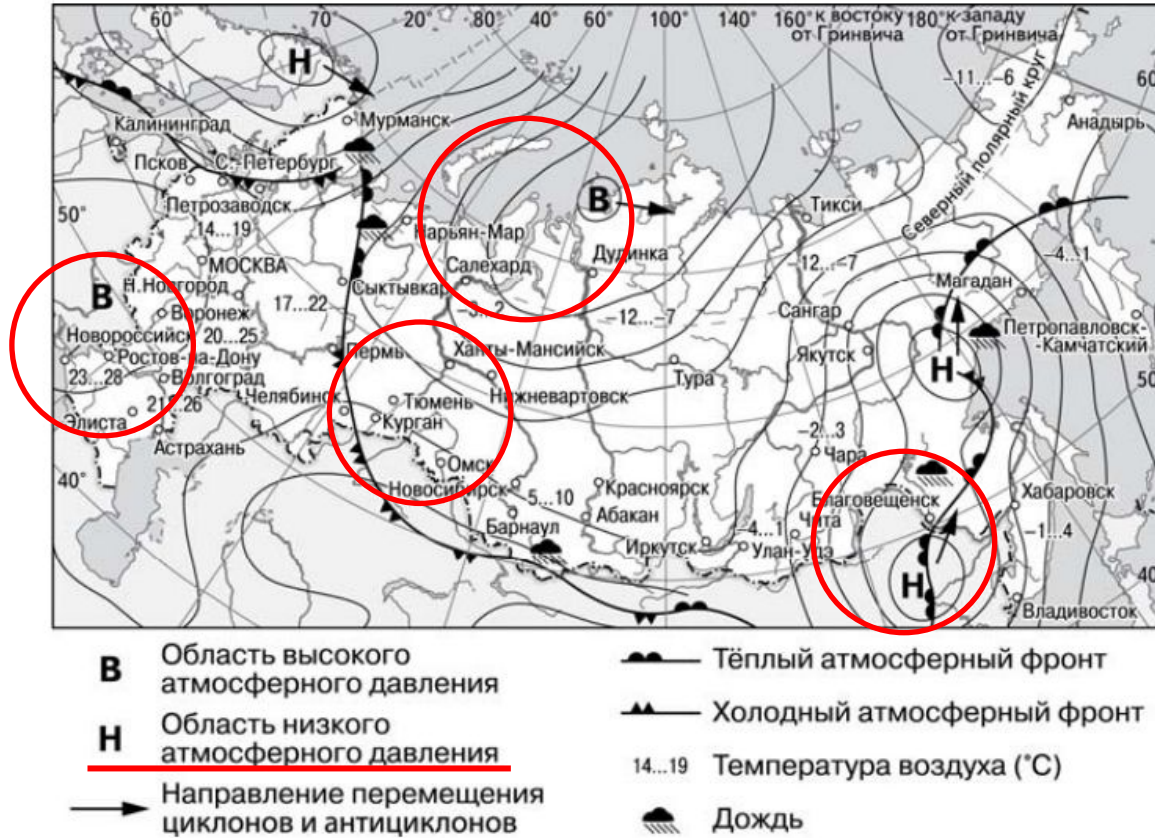 60°
70°
20°
80°
60°
100°
140°
160° к востоку
от Гринвича
180° к западу
от Гринвича
Н
−11...−6
60°
Северный полярный круг
Мурманск
Анадырь
Калининград
Псков
С.-Петербург
Петрозаводск
50°
14...19
В
Нарьян-Мар
Тикси
Дудинка
МОСКВА
Салехард
−12...−7
−4...1
Н.Новгород
Сыктывкар
Магадан
В
Воронеж
17...22
−3...2
−12...−7
Сангар
Новороссийск
20...25
Петропавловск-
-Камчатский
Ростов-на-Дону
Пермь
Ханты-Мансийск
Якутск
23...28
Волгоград
Тура
Н
50°
Челябинск
Нижневартовск
21...26
Тюмень
Элиста
Курган
−2...3
Астрахань
Чара
Омск
40°
Новосибирск
−5...10
Красноярск
Благовещенск
Хабаровск
Барнаул
Абакан
−4...1
Чита
−1...4
Иркутск
Улан-Удэ
Н
40°
Владивосток
В Область высокого
атмосферного давления
Н Область низкого
атмосферного давления
Направление перемещения
циклонов и антициклонов
Тёплый атмосферный фронт
Холодный атмосферный фронт
14...19 Температура воздуха (°С)
Дождь